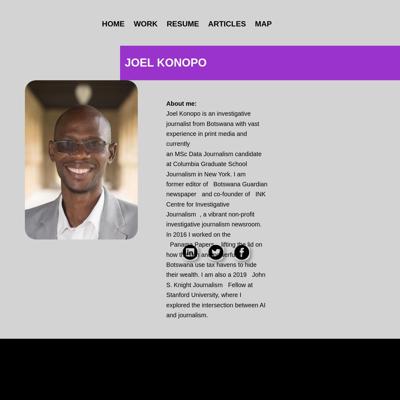 HOME WORK RESUME ARTICLES MAP
JOEL KONOPO
About me:
Joel Konopo is an investigative
journalist from Botswana with vast
experience in print media and
currently
an MSc Data Journalism candidate
at Columbia Graduate School
Journalism in New York. I am
former editor of Botswana Guardian
newspaper and co-founder of INK
Centre for Investigative
Journalism , a vibrant non-profit
investigative journalism newsroom.
In 2016 I worked on the
Panama Papers lifting the lid on
how
Botswana use tax havens to hide
their wealth. I am also a 2019 John
S. Knight Journalism Fellow at
Stanford University, where I
explored the intersection between AI
and journalism.